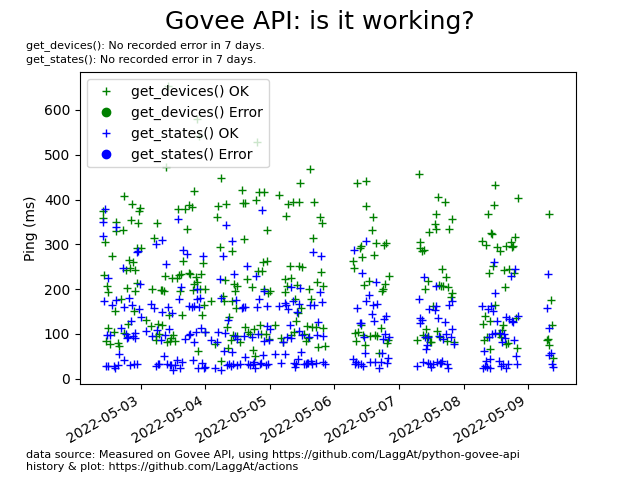 Govee API: is it working?
get_devices(): No recorded error in 7 days.
get_states(): No recorded error in 7 days.
get_devices() OK
get_devices() Error
get_states() OK
get_states() Error
Ping (ms)
600
500
400
300
200
100
0
2022-05-03
2022-05-04
2022-05-05
2022-05-06
2022-05-07
2022-05-08
2022-05-09
data source: Measured on Govee API, using https://github.com/LaggAt/python-govee-api
history & plot: https://github.com/LaggAt/actions